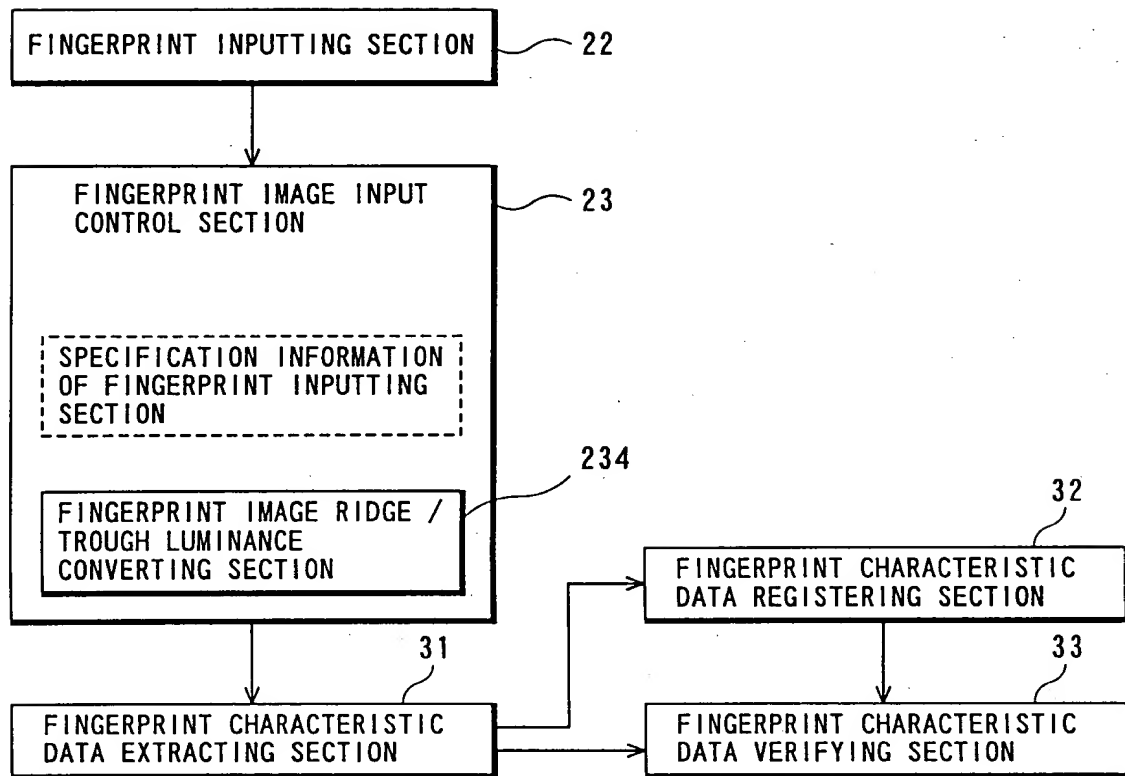 FINGERPRINT INPUTTING SECTION
22
FINGERPRINT IMAGE INPUT
CONTROL SECTION
23
SPECIFICATION INFORMATION
OF FINGERPRINT INPUTTING
SECTION
234
FINGERPRINT IMAGE RIDGE /
TROUGH LUMINANCE
CONVERTING SECTION
32
FINGERPRINT CHARACTERISTIC
DATA REGISTERING SECTION
31
FINGERPRINT CHARACTERISTIC
DATA EXTRACTING SECTION
33
FINGERPRINT CHARACTERISTIC
DATA VERIFYING SECTION